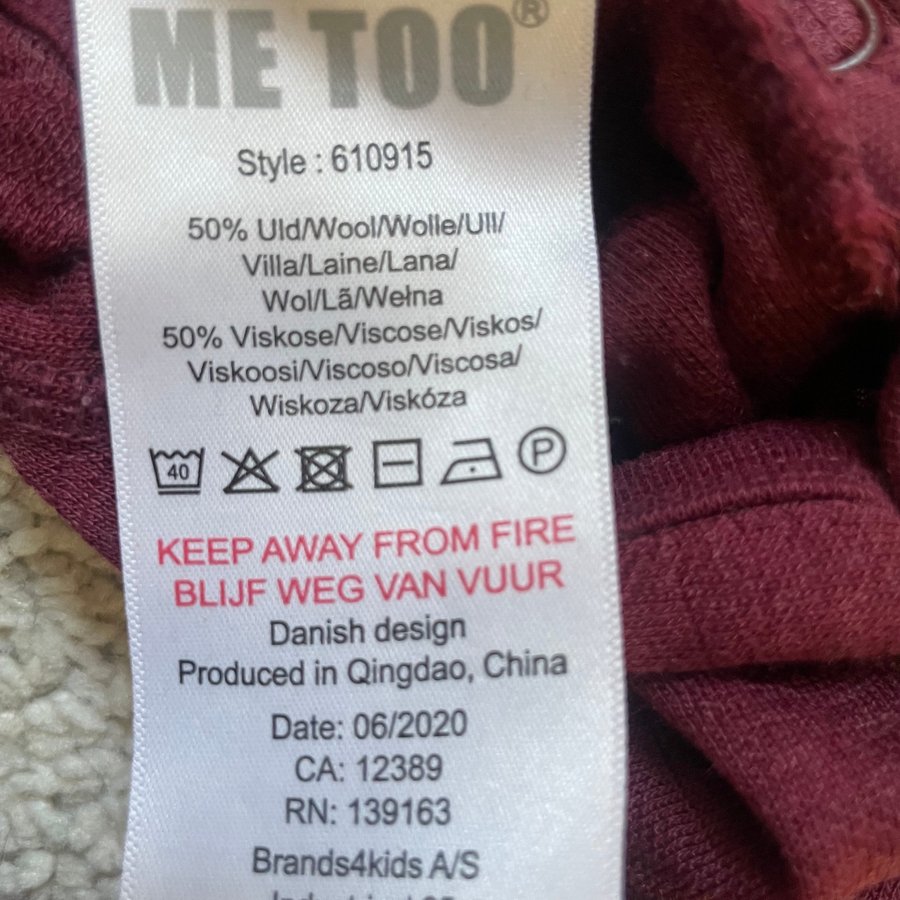 ME TOO®
Style : 610915
50% Uld/Wool/Wolle/Ull/
Villa/Laine/Lana/
Wol/Lã/Wełna
50% Viskose/Viscose/Viskos/
Viskoosi/Viscoso/Viscosa/
Wiskoza/Viskóza
40 P
KEEP AWAY FROM FIRE
BLIJF WEG VAN VUUR
Danish design
Produced in Qingdao, China
Date: 06/2020
CA: 12389
RN: 139163
Brands4kids A/S